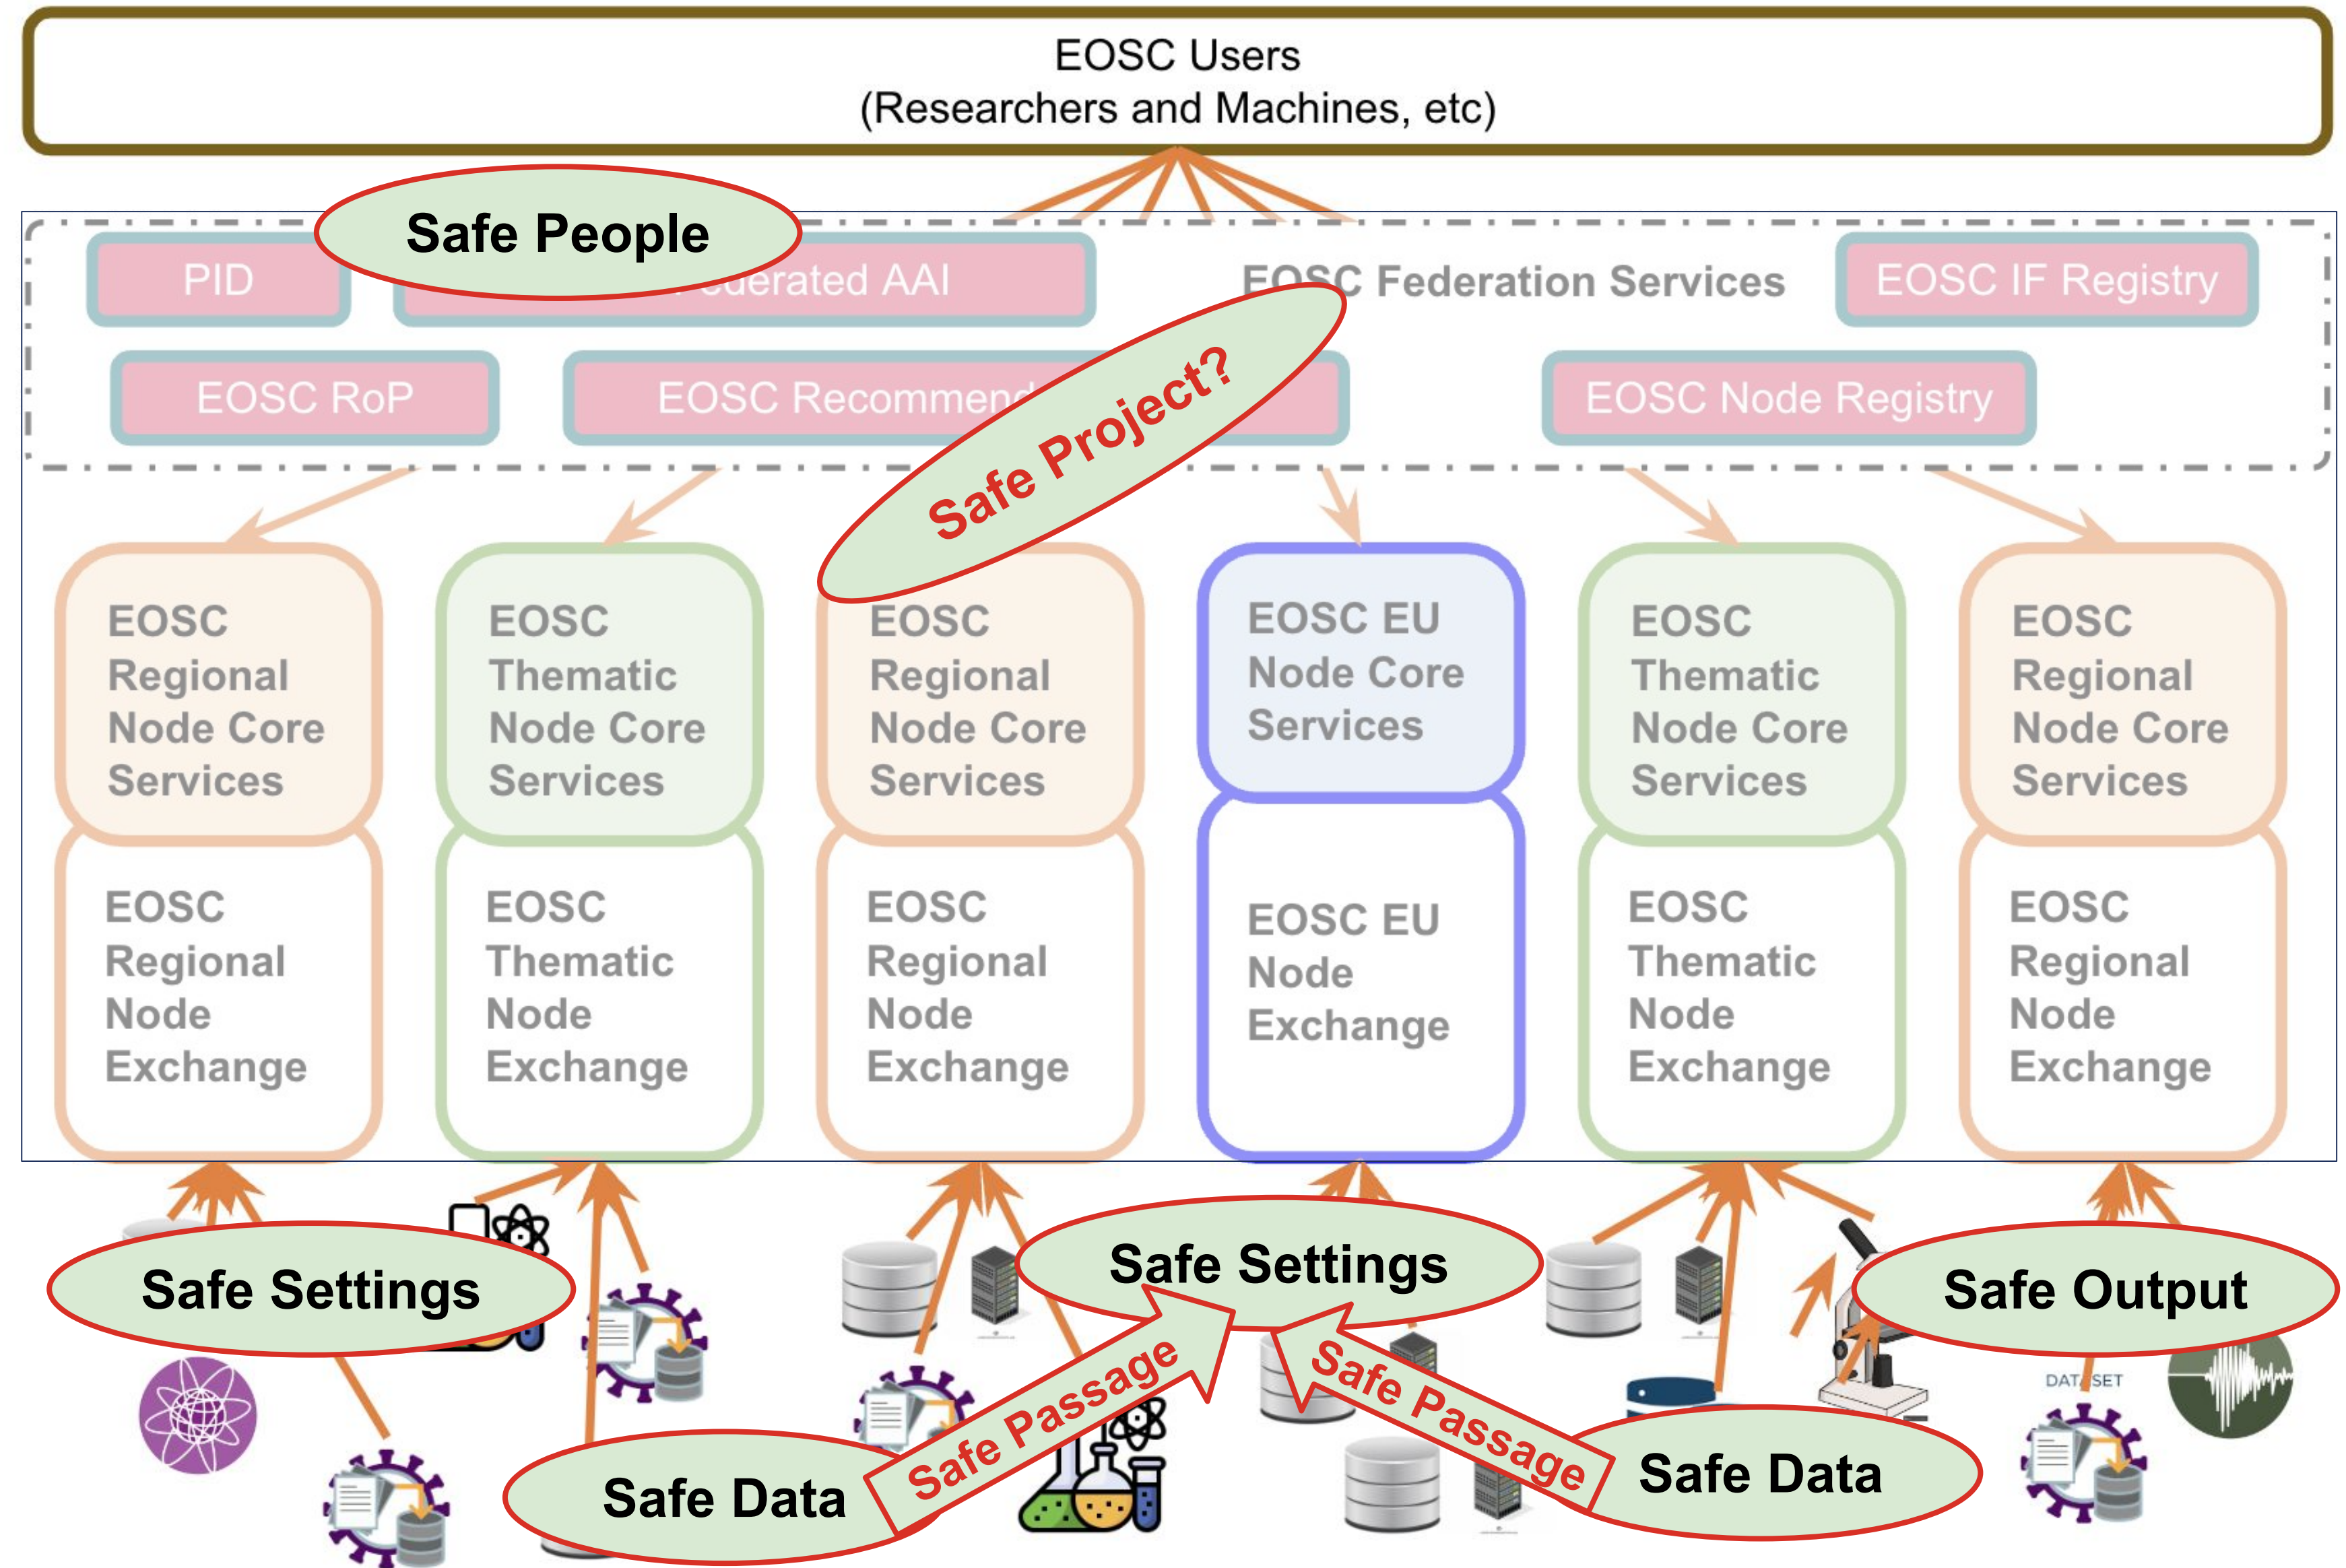 EOSC Users
(Researchers and Machines, etc)
Safe People
PID
Federated AAI
EOSC Federation Services
EOSC IF Registry
EOSC RoP
EOSC Recommend
Safe Project?
EOSC Node Registry
EOSC
Regional
Node Core
Services
EOSC
Thematic
Node Core
Services
EOSC
Regional
Node Core
Services
EOSC EU
Node Core
Services
EOSC
Thematic
Node Core
Services
EOSC
Regional
Node Core
Services
EOSC
Regional
Node
Exchange
EOSC
Thematic
Node
Exchange
EOSC
Regional
Node
Exchange
EOSC EU
Node
Exchange
EOSC
Thematic
Node
Exchange
EOSC
Regional
Node
Exchange
Safe Settings
Safe Settings
Safe Output
Safe Passage
Safe Passage
DATASET
Safe Data
Safe Data